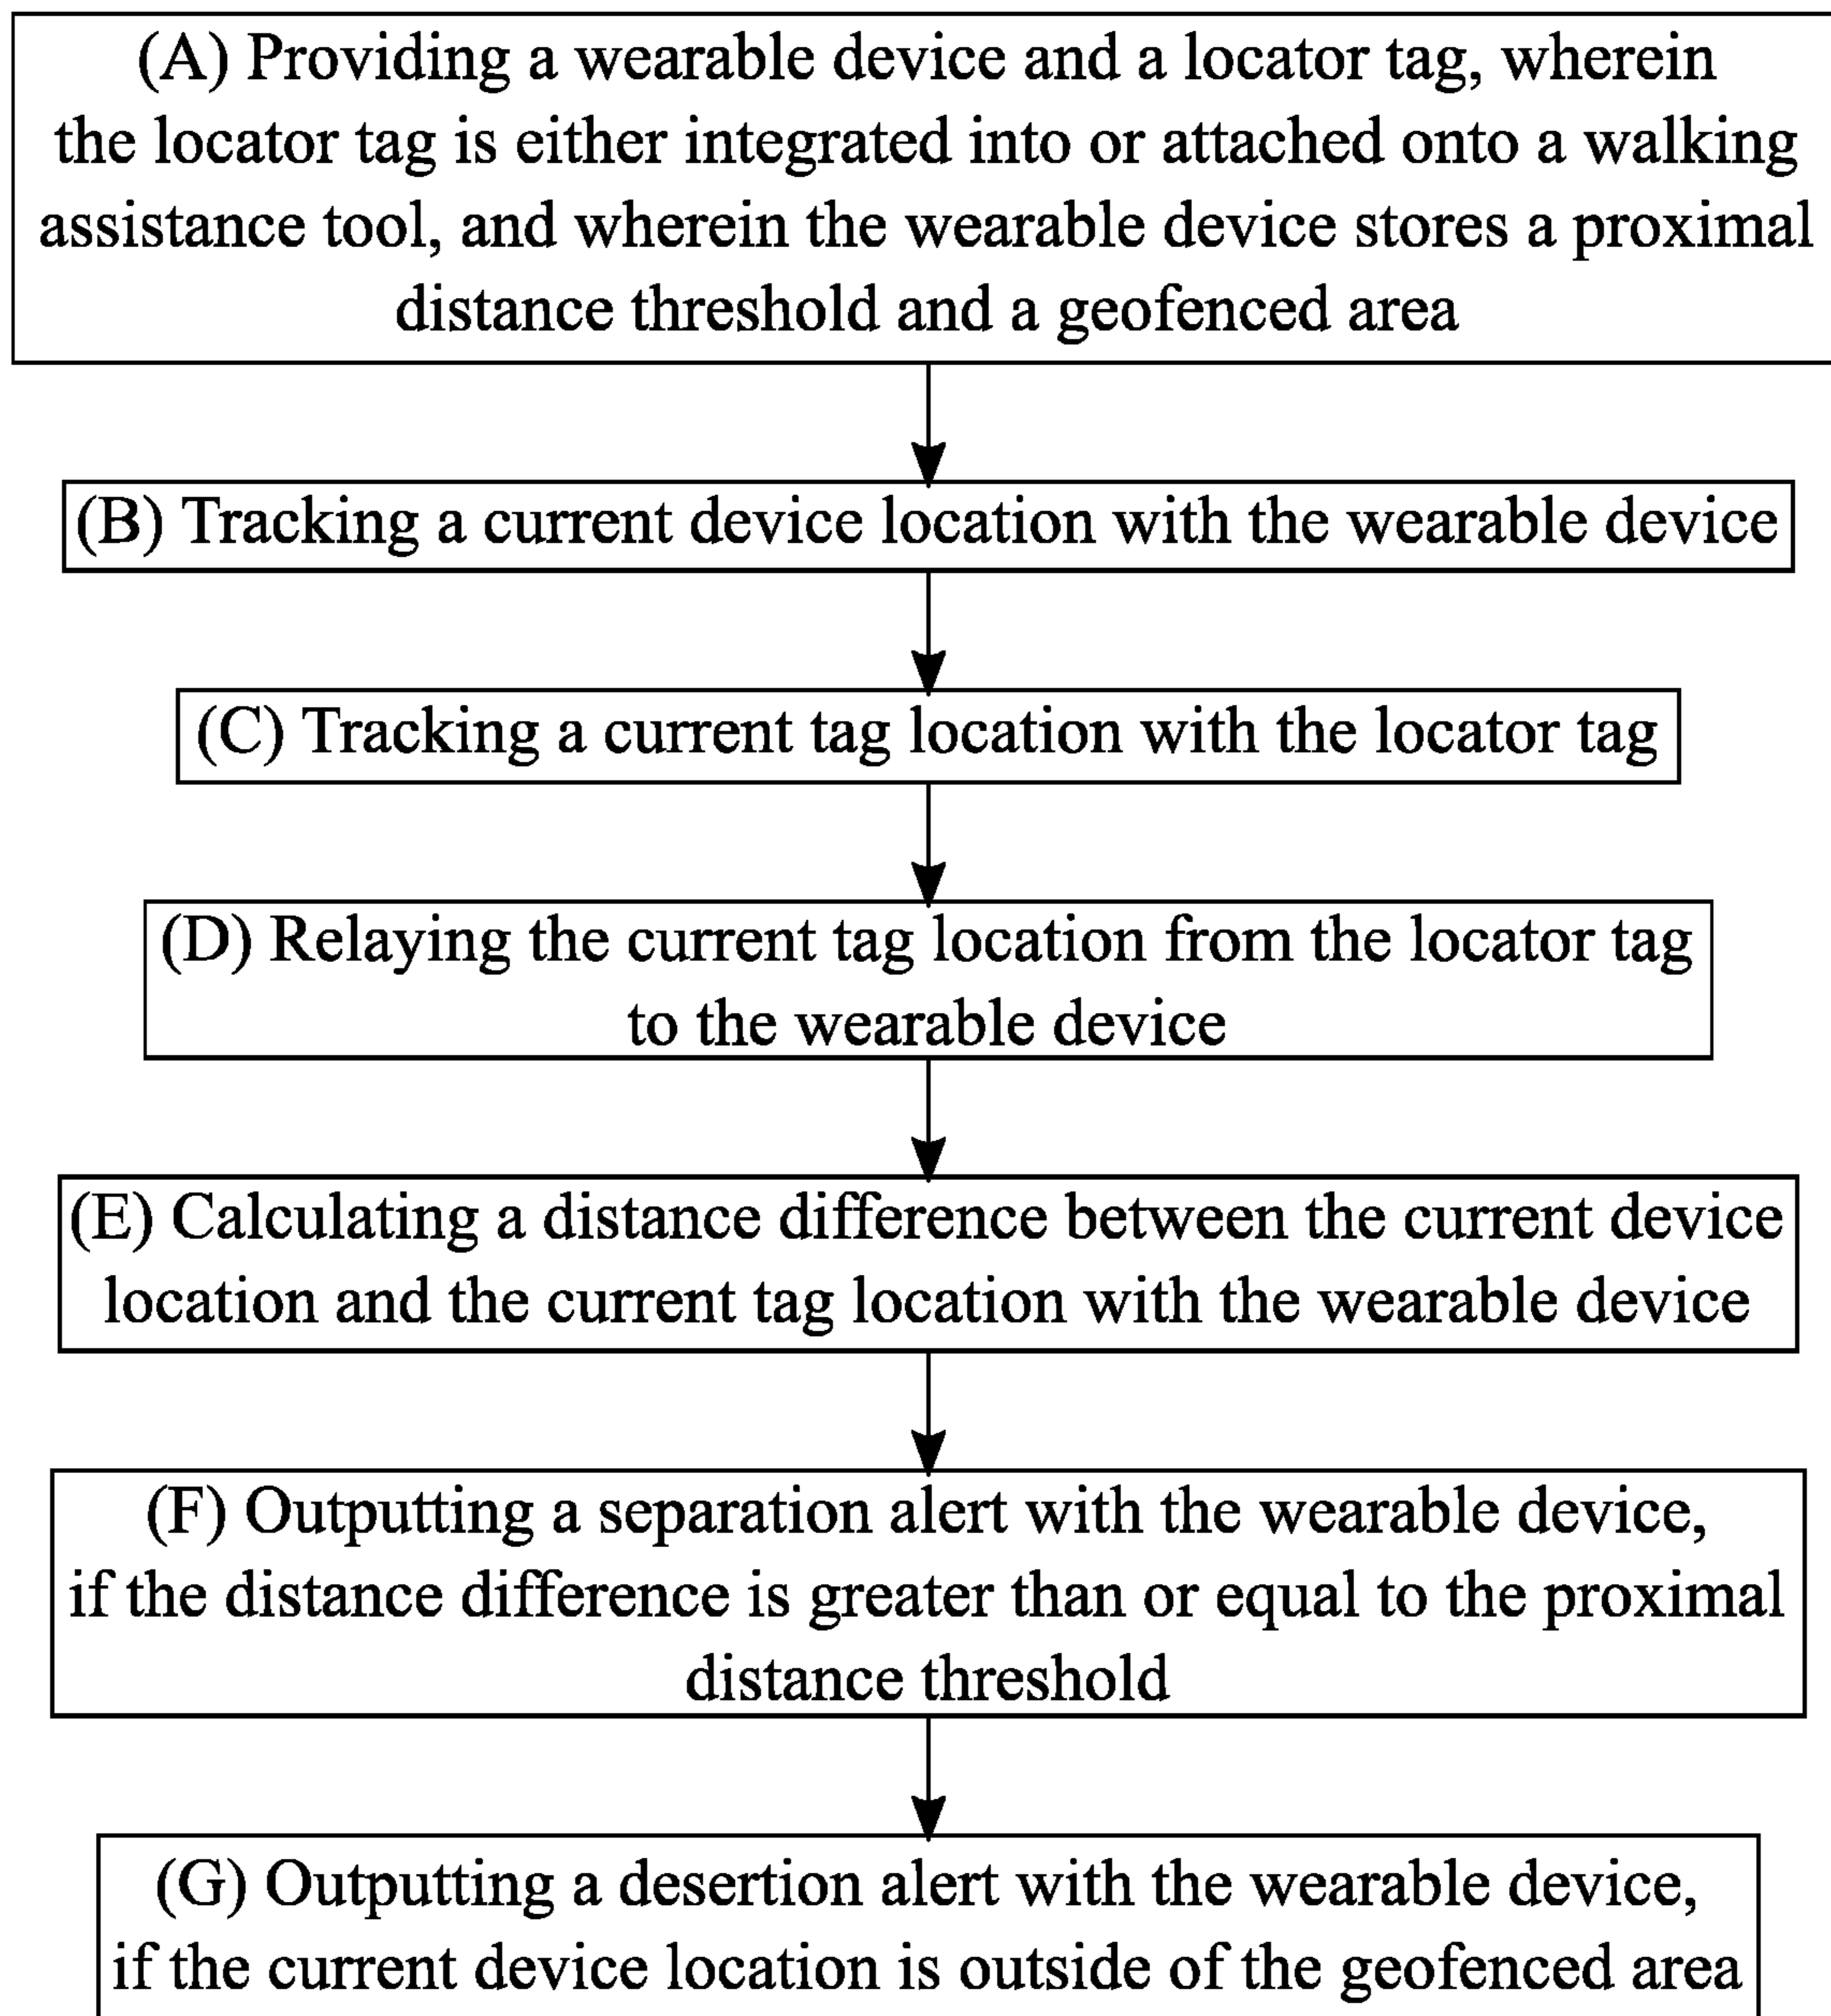 (A) Providing a wearable device and a locator tag, wherein
the locator tag is either integrated into or attached onto a walking
assistance tool, and wherein the wearable device stores a proximal
distance threshold and a geofenced area
(B) Tracking a current device location with the wearable device
(C) Tracking a current tag location with the locator tag
(D) Relaying the current tag location from the locator tag
to the wearable device
(E) Calculating a distance difference between the current device
location and the current tag location with the wearable device
(F) Outputting a separation alert with the wearable device,
if the distance difference is greater than or equal to the proximal
distance threshold
(G) Outputting a desertion alert with the wearable device,
if the current device location is outside of the geofenced area